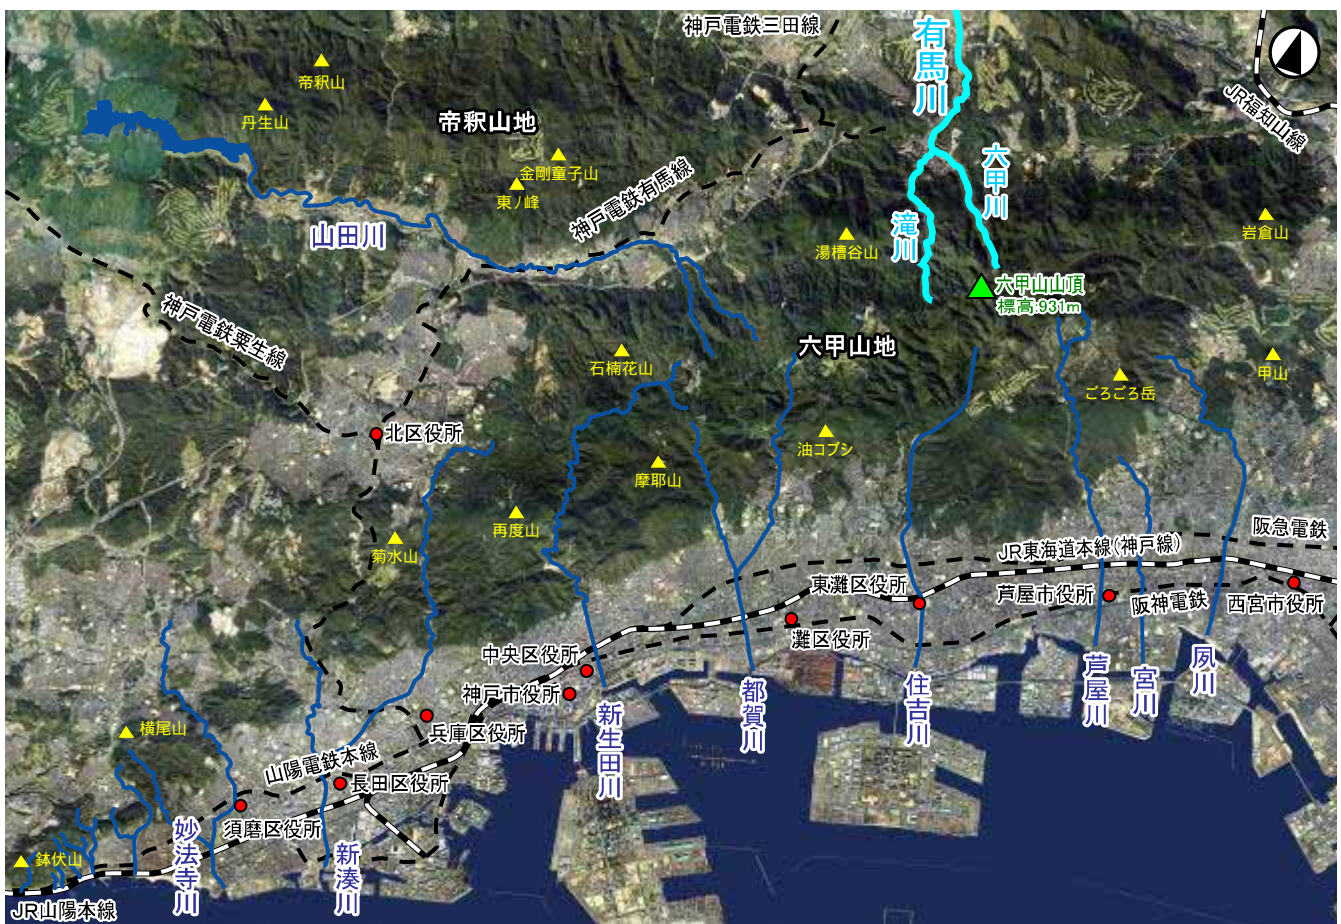 神戸電鉄三田線
有馬川
JR福知山線
帝釈山
丹生山
帝釈山地
金剛童子山
東ノ峰
神戸電鉄有馬線
六甲川
滝川
岩倉山
山田川
湯槽谷山
六甲山山頂
標高:931m
神戸電鉄粟生線
六甲山地
石楠花山
甲山
ごろごろ岳
北区役所
油コブシ
摩耶山
再度山
菊水山
阪急電鉄
JR東海道本線(神戸線)
東灘区役所
芦屋市役所
阪神電鉄
西宮市役所
灘区役所
中央区役所
神戸市役所
新生田川
都賀川
住吉川
芦屋川
宮川
夙川
横尾山
兵庫区役所
山陽電鉄本線
長田区役所
須磨区役所
妙法寺川
新湊川
鉢伏山
JR山陽本線